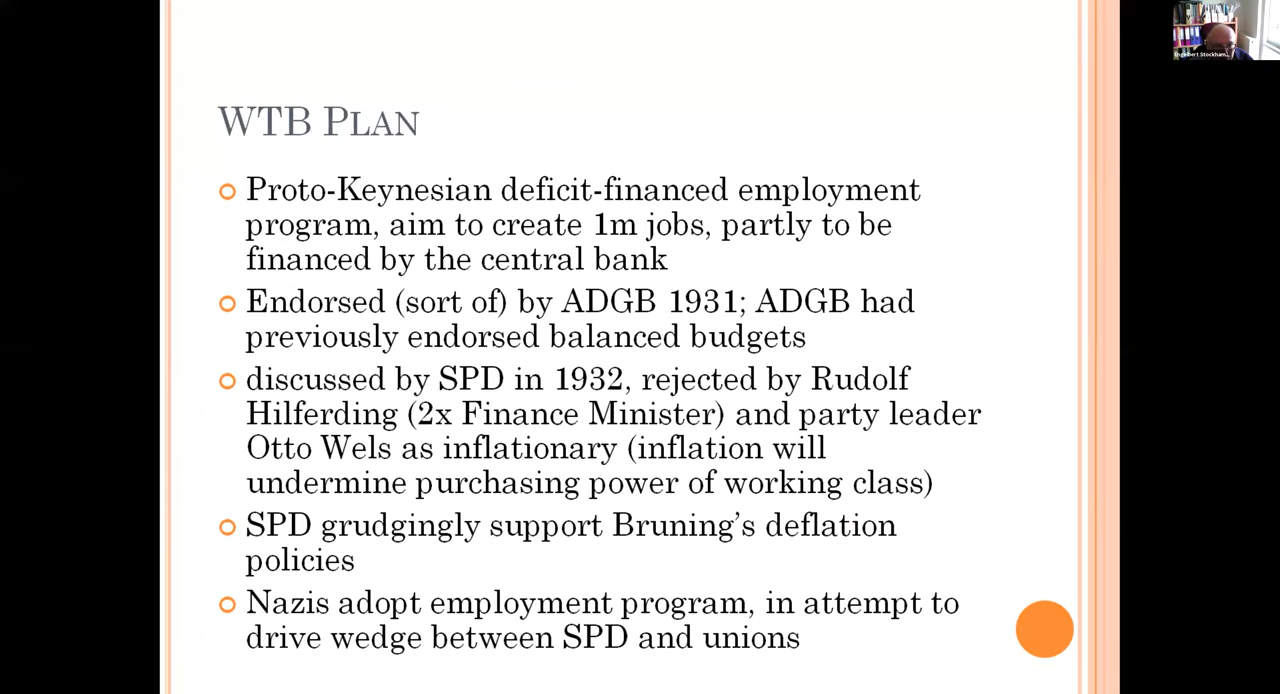 WTB PLAN
Proto-Keynesian deficit-financed employment
program, aim to create 1m jobs, partly to be
financed by the central bank
Endorsed (sort of) by ADGB 1931; ADGB had
previously endorsed balanced budgets
discussed by SPD in 1932, rejected by Rudolf
Hilferding (2x Finance Minister) and party leader
Otto Wels as inflationary (inflation will
undermine purchasing power of working class)
SPD grudgingly support Bruning's deflation
policies
Nazis adopt employment program, in attempt to
drive wedge between SPD and unions
Engelbert Stockham...